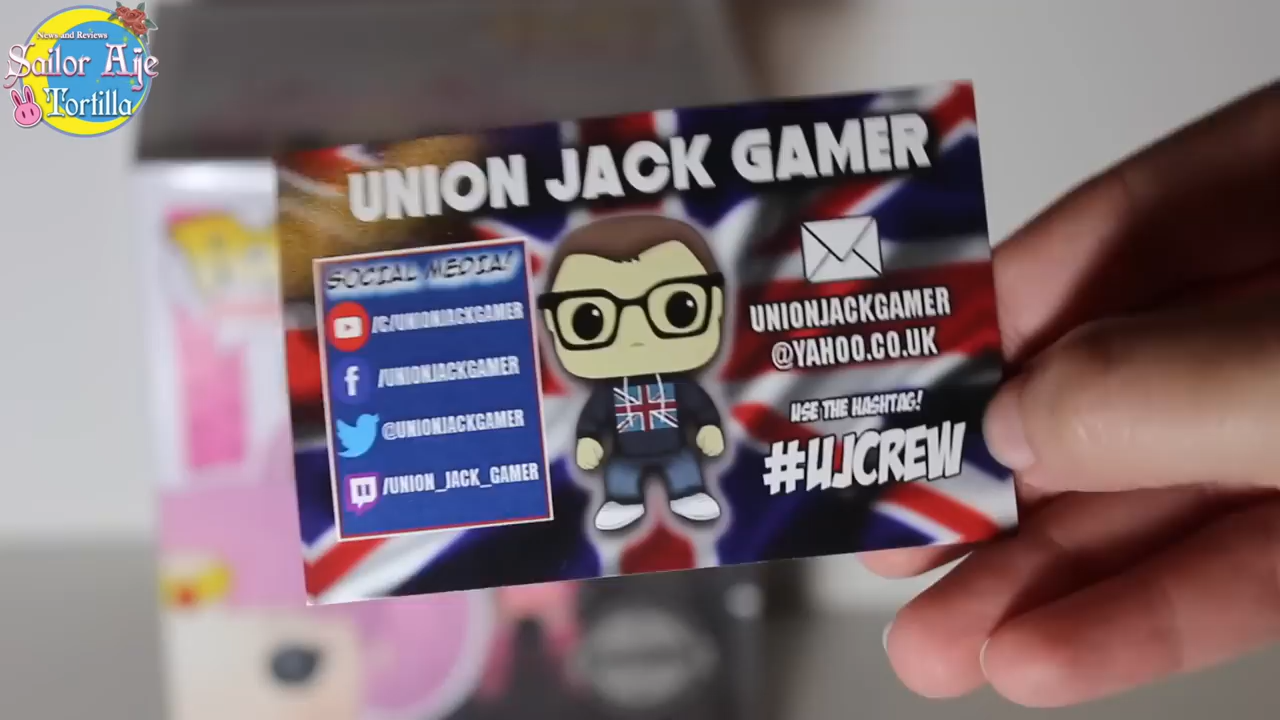 News and Reviews
Sailor Aje
Tortilla
UNION JACK GAMER
SOCIAL MEDIA!
/C/UNIONJACKGAMER
/UNIONJACKGAMER
@UNIONJACKGAMER
/UNION_JACK_GAMER
UNIONJACKGAMER
@YAHOO.CO.UK
USE THE HASHTAG!
#UJCREW